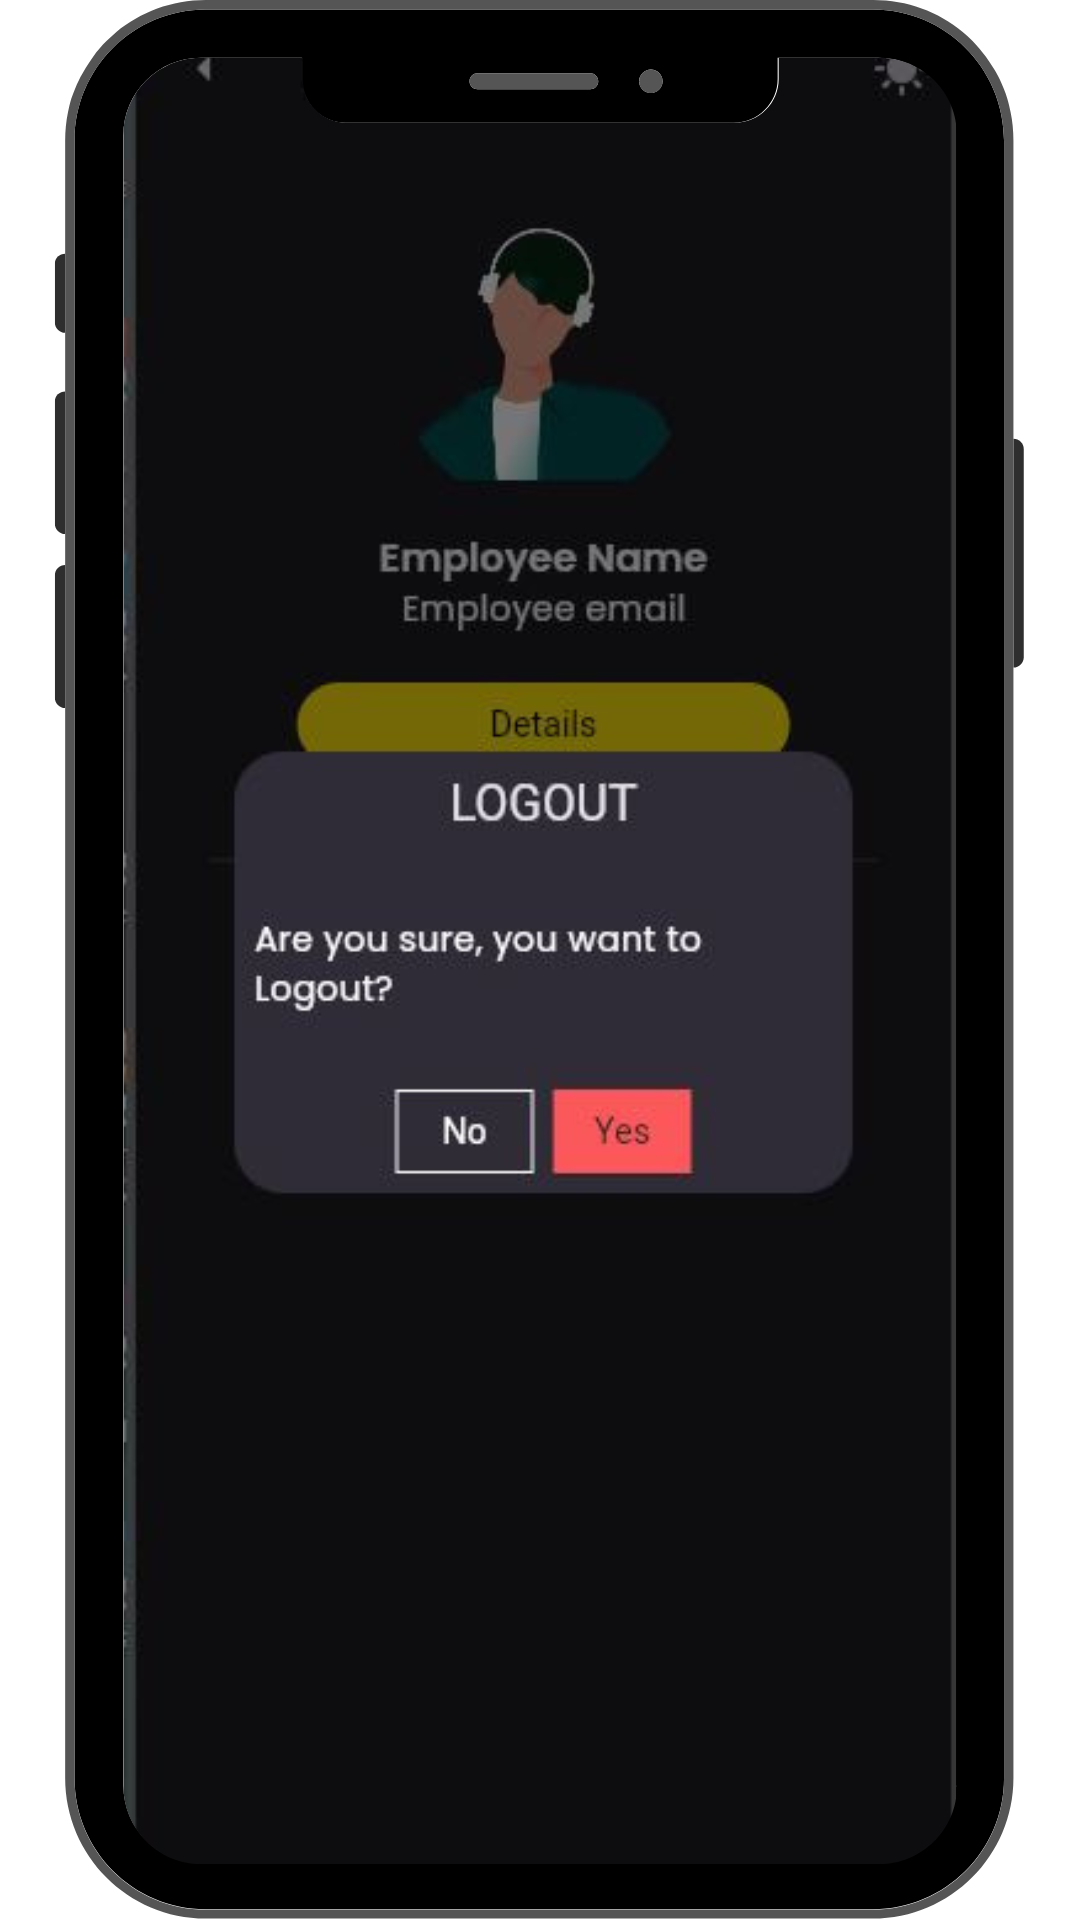 Employee Name
Employee email
Details
LOGOUT
Are you sure, you want to
Logout?
No
Yes